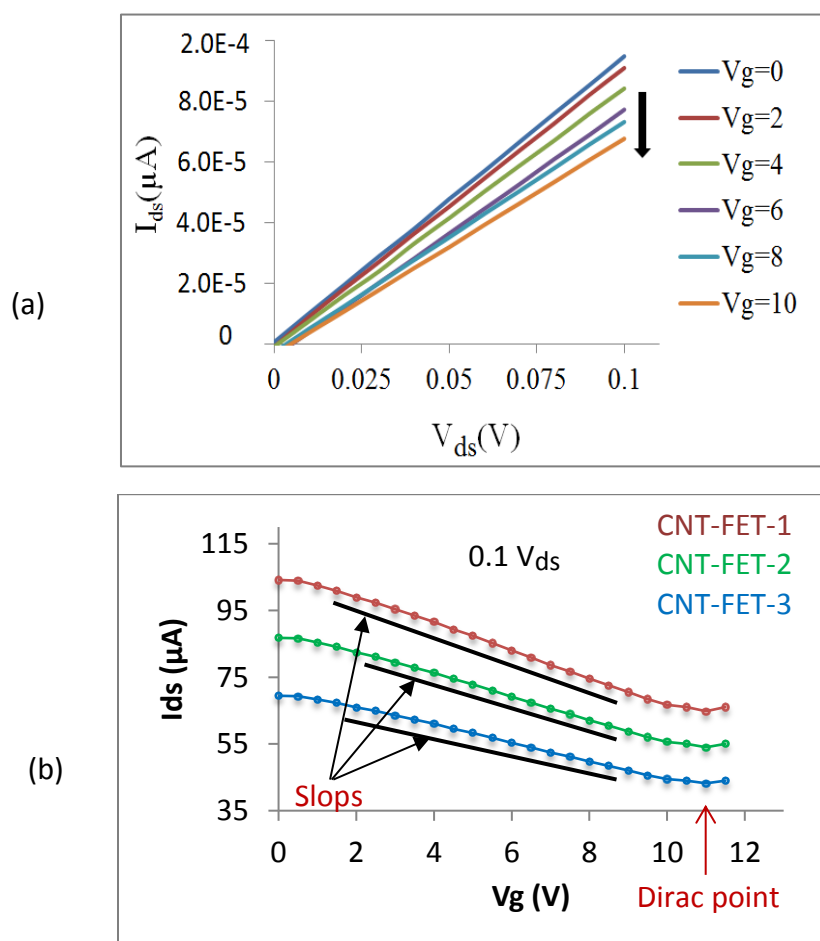 (a)
2.0E-4
8.0E-5
6.0E-5
4.0E-5
2.0E-5
0
Ids(μA)
0 0.025 0.05 0.075 0.1
Vds(V)
Vg=0
Vg=2
Vg=4
Vg=6
Vg=8
Vg=10
(b)
115
95
75
55
35
Ids (μA)
0.1 Vds
CNT-FET-1
CNT-FET-2
CNT-FET-3
Slops
0 2 4 6 8 10 12
Vg (V)
Dirac point